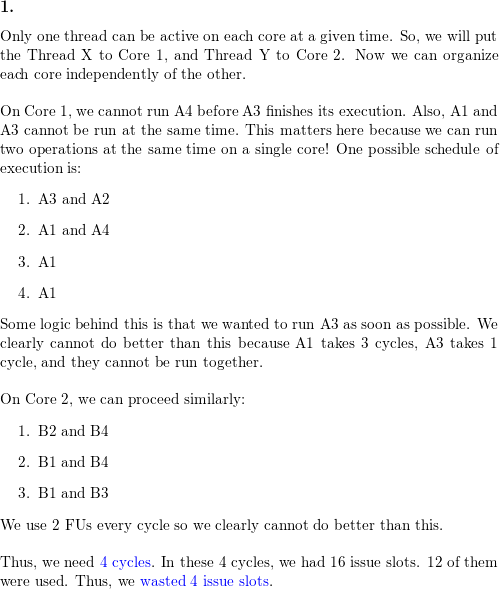 1.
Only one thread can be active on each core at a given time. So, we will put
the Thread X to Core 1, and Thread Y to Core 2. Now we can organize
each core independently of the other.
On Core 1, we cannot run A4 before A3 finishes its execution. Also, A1 and
A3 cannot be run at the same time. This matters here because we can run
two operations at the same time on a single core! One possible schedule of
execution is:
1. A3 and A2
2. A1 and A4
3. A1
4. A1
Some logic behind this is that we wanted to run A3 as soon as possible. We
clearly cannot do better than this because A1 takes 3 cycles, A3 takes 1
cycle, and they cannot be run together.
On Core 2, we can proceed similarly:
1. B2 and B4
2. B1 and B4
3. B1 and B3
We use 2 FUs every cycle so we clearly cannot do better than this.
Thus, we need 4 cycles. In these 4 cycles, we had 16 issue slots. 12 of them
were used. Thus, we wasted 4 issue slots.